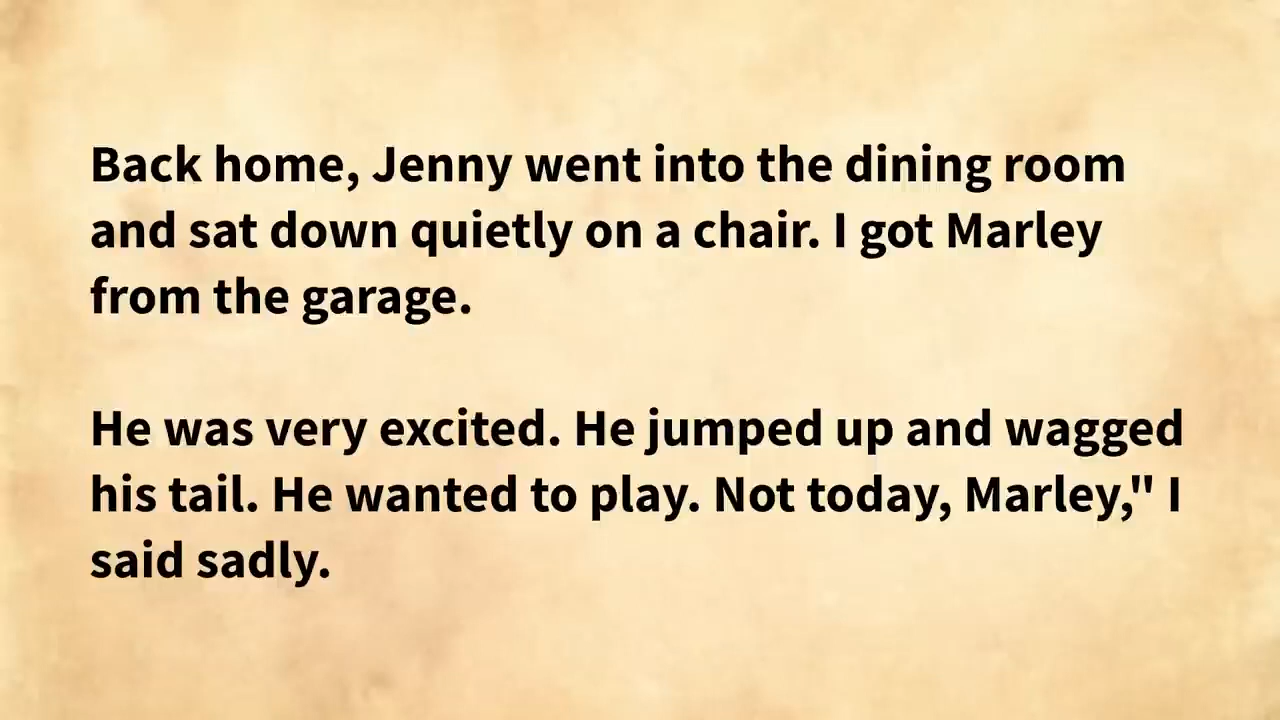 Back home, Jenny went into the dining room
and sat down quietly on a chair. I got Marley
from the garage.
He was very excited. He jumped up and wagged
his tail. He wanted to play. Not today, Marley," I
said sadly.